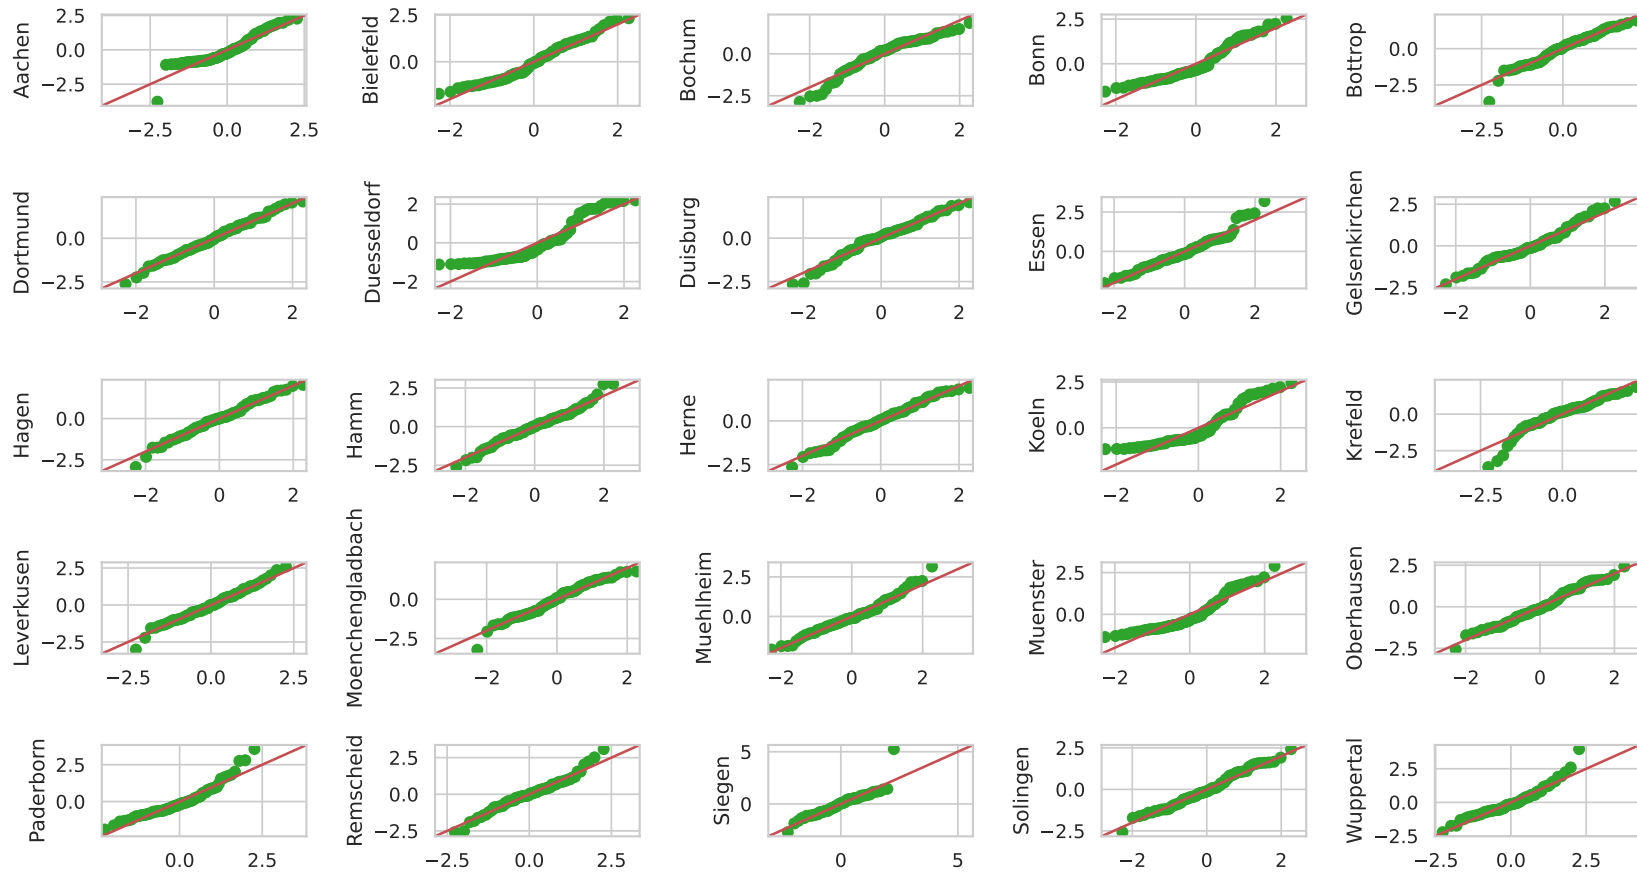 Aachen
2.5
0.0
−2.5
−2.5 0.0 2.5
Bielefeld
2.5
0.0
−2 0 2
Bochum
0.0
−2.5
−2 0 2
Bonn
2.5
0.0
−2 0 2
Bottrop
0.0
−2.5
−2.5 0.0
Dortmund
0.0
−2.5
−2 0 2
Duesseldorf
2
0
−2
−2 0 2
Duisburg
0.0
−2.5
−2 0 2
Essen
2.5
0.0
−2 0 2
Gelsenkirchen
2.5
0.0
−2.5
−2 0 2
Hagen
0.0
−2.5
−2 0 2
Hamm
2.5
0.0
−2.5
−2 0 2
Herne
0.0
−2.5
−2 0 2
Koeln
2.5
0.0
−2 0 2
Krefeld
0.0
−2.5
−2.5 0.0
Leverkusen
2.5
0.0
−2.5
−2.5 0.0 2.5
Moenchengladbach
0.0
−2.5
−2 0 2
Muehlheim
2.5
0.0
−2 0 2
Muenster
2.5
0.0
−2 0 2
Oberhausen
2.5
0.0
−2.5
−2 0 2
Paderborn
2.5
0.0
0.0 2.5
Remscheid
2.5
0.0
−2.5
−2.5 0.0 2.5
Siegen
5
0
0 5
Solingen
2.5
0.0
−2.5
−2 0 2
Wuppertal
2.5
0.0
−2.5
−2.5 0.0 2.5